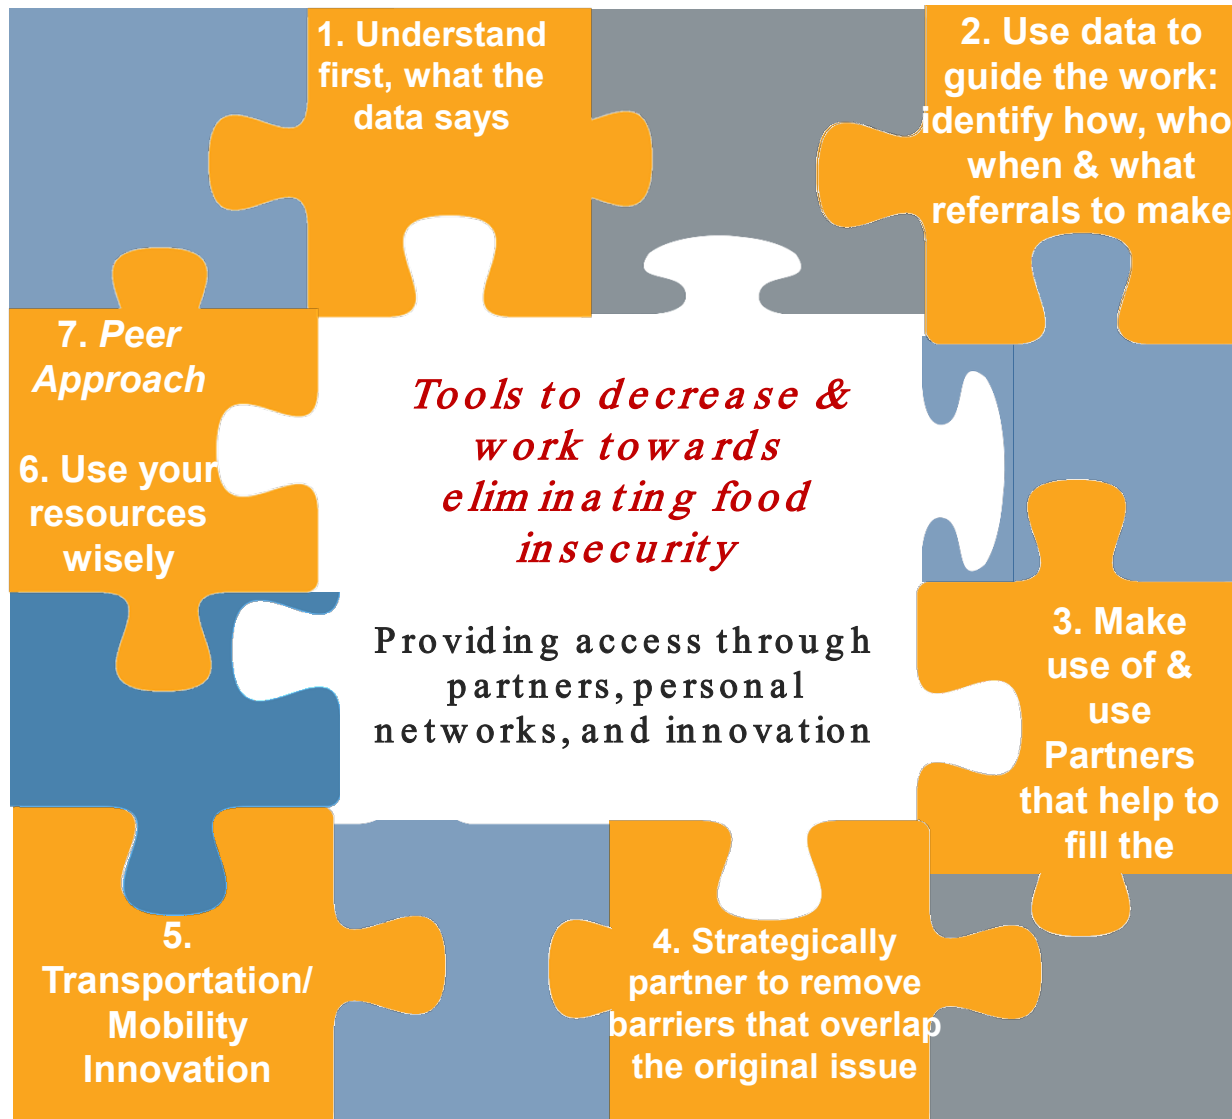 1. Understand
first, what the
data says
2. Use data to
guide the work:
identify how, who
when & what
referrals to make
7. Peer
Approach
6. Use your
resources
wisely
Tools to decrease &
work towards
eliminating food
insecurity
Providing access through
partners, personal
networks, and innovation
3. Make
use of &
use
Partners
that help to
fill the
5.
Transportation/
Mobility
Innovation
4. Strategically
partner to remove
barriers that overlap
the original issue